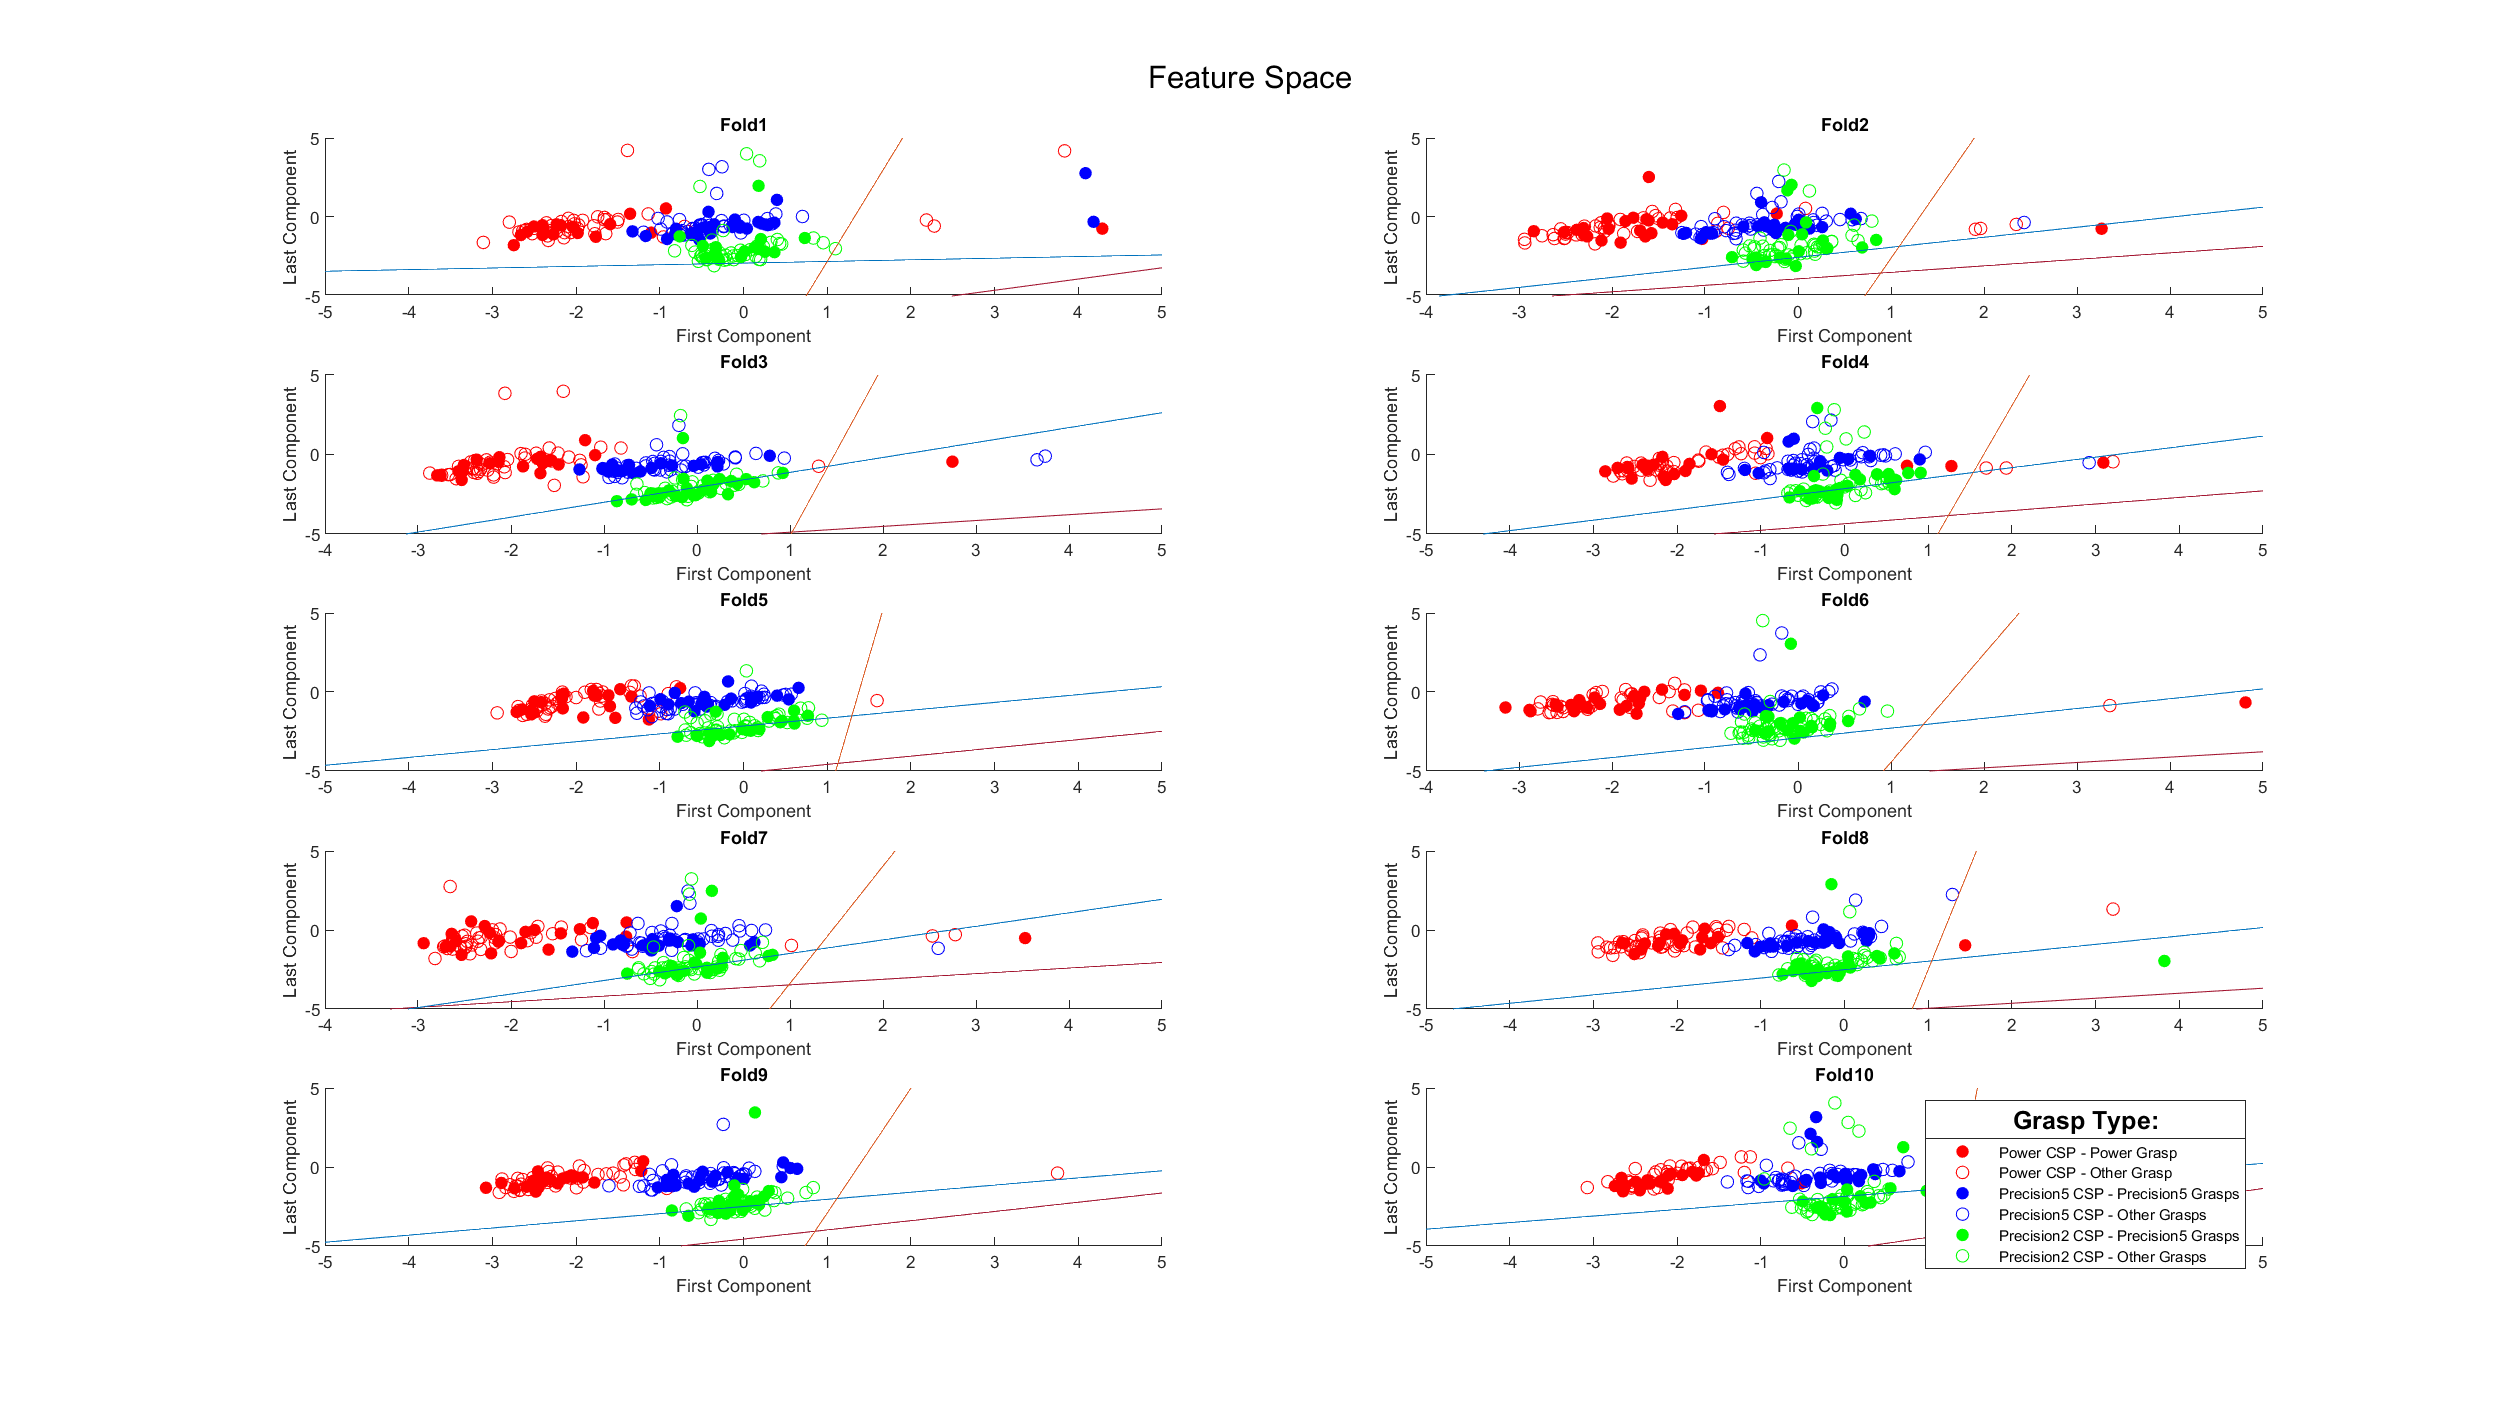 Feature Space
Fold1
5
0
-5
Last Component
-5 -4 -3 -2 -1 0 1 2 3 4 5
First Component
Fold2
5
0
-5
Last Component
-4 -3 -2 -1 0 1 2 3 4 5
First Component
Fold3
5
0
-5
Last Component
-4 -3 -2 -1 0 1 2 3 4 5
First Component
Fold4
5
0
-5
Last Component
-5 -4 -3 -2 -1 0 1 2 3 4 5
First Component
Fold5
5
0
-5
Last Component
-5 -4 -3 -2 -1 0 1 2 3 4 5
First Component
Fold6
5
0
-5
Last Component
-4 -3 -2 -1 0 1 2 3 4 5
First Component
Fold7
5
0
-5
Last Component
-4 -3 -2 -1 0 1 2 3 4 5
First Component
Fold8
5
0
-5
Last Component
-5 -4 -3 -2 -1 0 1 2 3 4 5
First Component
Fold9
5
0
-5
Last Component
-5 -4 -3 -2 -1 0 1 2 3 4 5
First Component
Fold10
5
0
-5
Last Component
-5 -4 -3 -2 -1 0 5
First Component
Grasp Type:
Power CSP - Power Grasp
Power CSP - Other Grasp
Precision5 CSP - Precision5 Grasps
Precision5 CSP - Other Grasps
Precision2 CSP - Precision5 Grasps
Precision2 CSP - Other Grasps